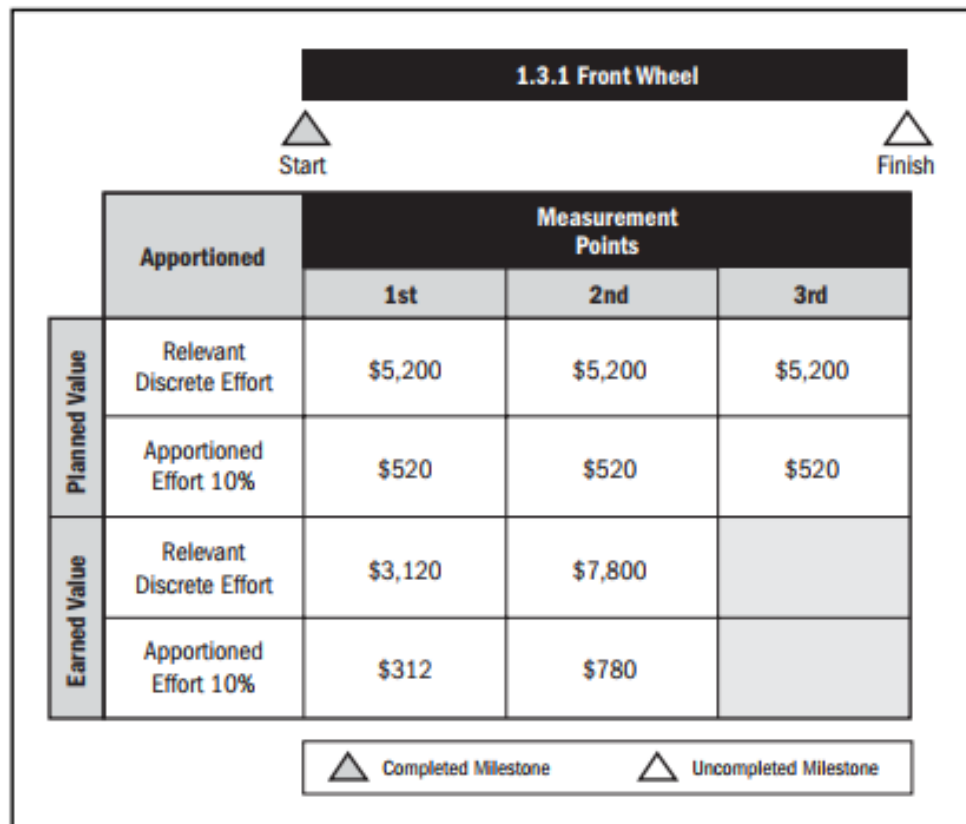 1.3.1 Front Wheel
Start
Finish
Apportioned
Measurement
Points
1st
2nd
3rd
Planned Value
Relevant
Discrete Effort
$5,200
$5,200
$5,200
Apportioned
Effort 10%
$520
$520
$520
Earned Value
Relevant
Discrete Effort
$3,120
$7,800
Apportioned
Effort 10%
$312
$780
Completed Milestone
Uncompleted Milestone